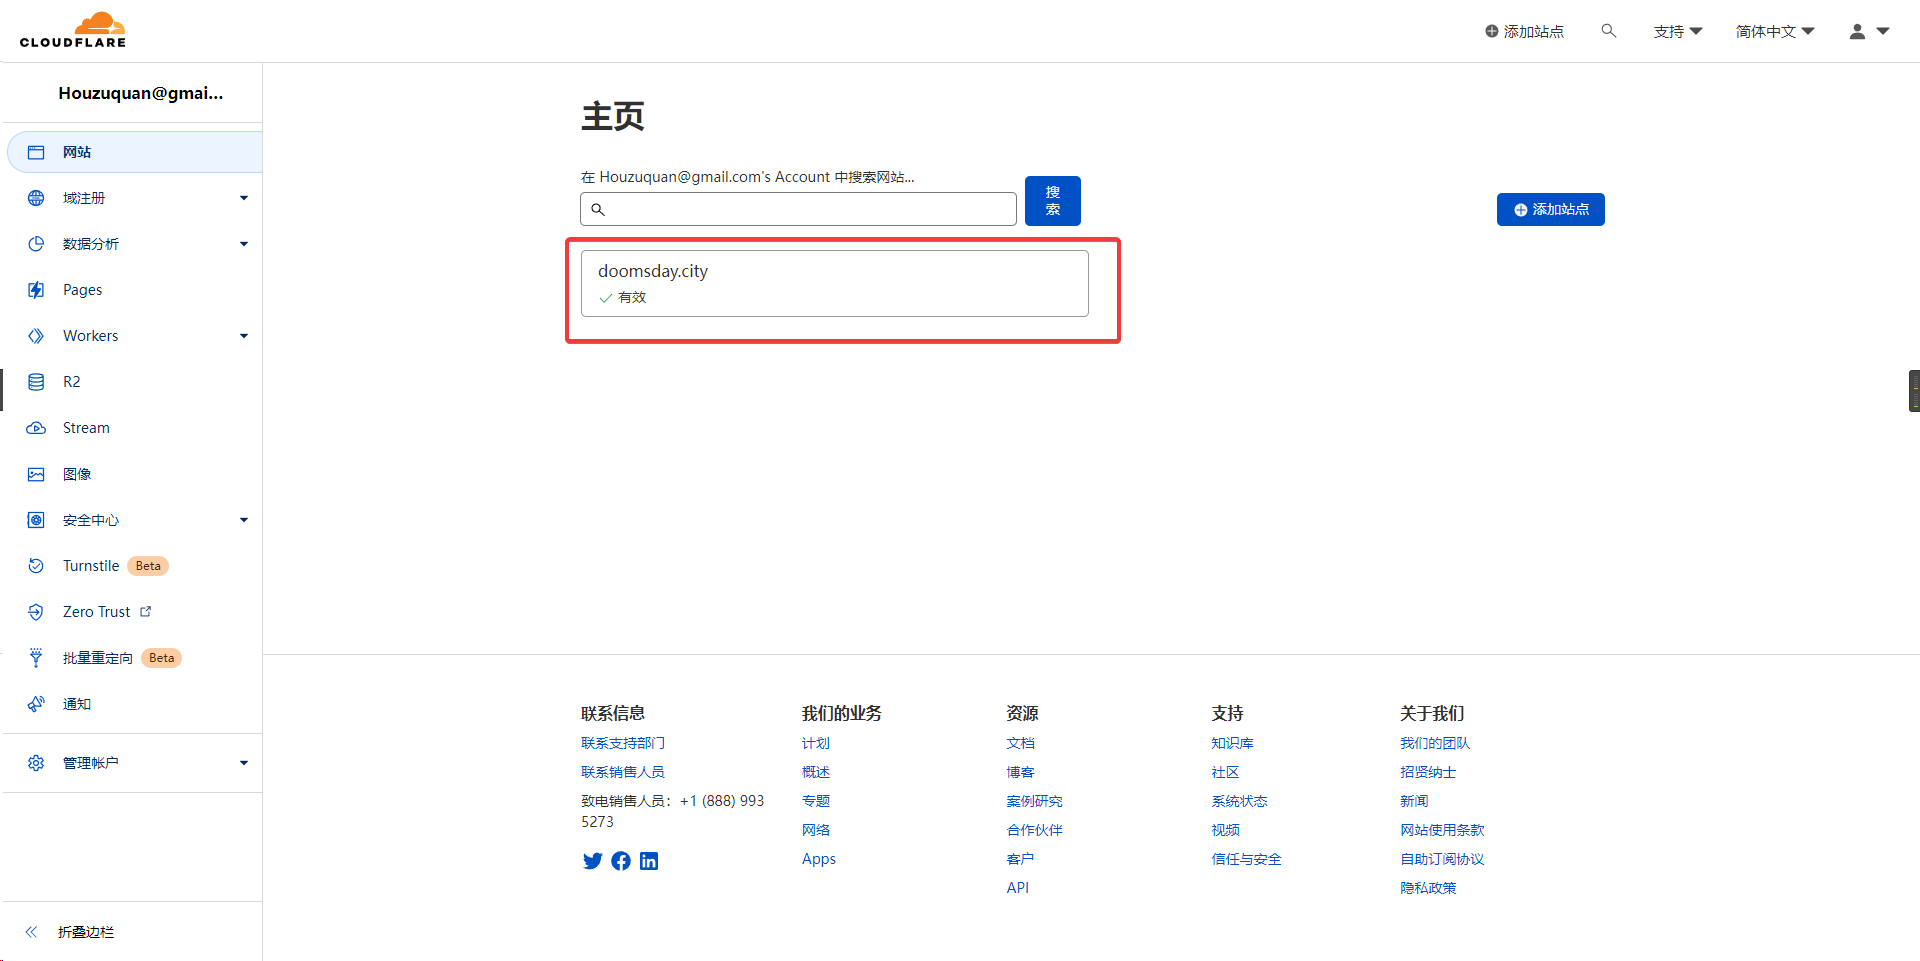 CLOUDFLARE
添加站点
支持
简体中文
Houzuquan@gmai...
网站
域注册
数据分析
Pages
Workers
R2
Stream
图像
安全中心
Turnstile Beta
Zero Trust
批量重定向 Beta
通知
管理帐户
折叠边栏
主页
在 Houzuquan@gmail.com's Account 中搜索网站...
搜
索
添加站点
doomsday.city
有效
联系信息
联系支持部门
联系销售人员
致电销售人员：+1 (888) 993
5273
我们的业务
计划
概述
专题
网络
Apps
资源
文档
博客
案例研究
合作伙伴
客户
API
支持
知识库
社区
系统状态
视频
信任与安全
关于我们
我们的团队
招贤纳士
新闻
网站使用条款
自助订阅协议
隐私政策